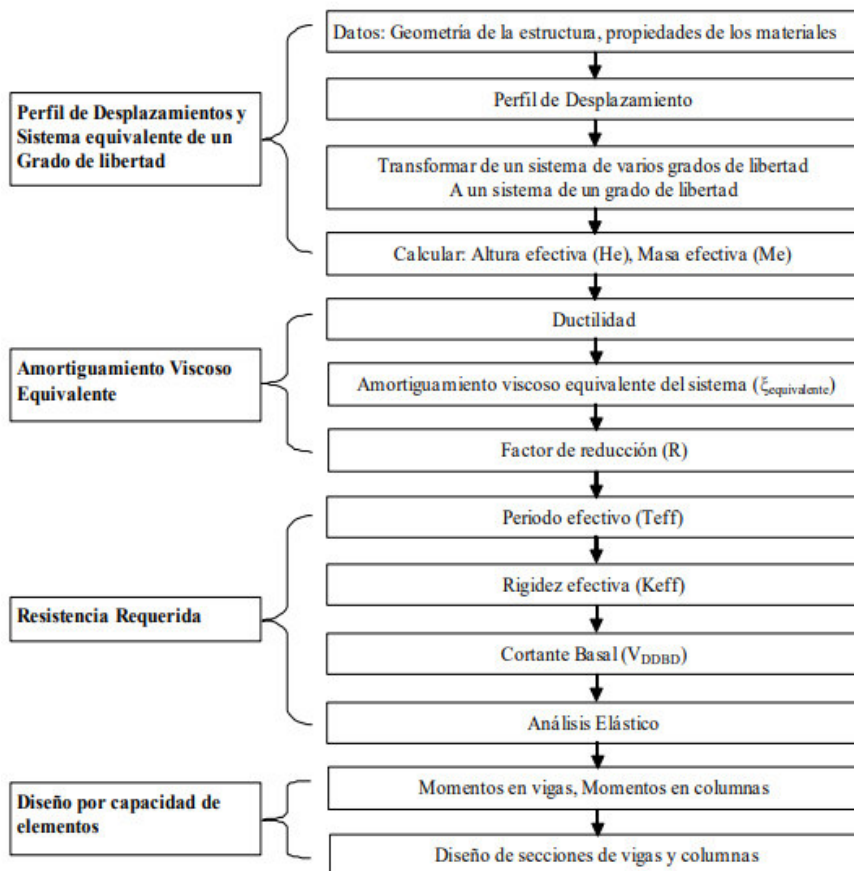 Datos: Geometría de la estructura, propiedades de los materiales
Perfil de Desplazamientos y
Sistema equivalente de un
Grado de libertad
Perfil de Desplazamiento
Transformar de un sistema de varios grados de libertad
A un sistema de un grado de libertad
Calcular: Altura efectiva (He), Masa efectiva (Me)
Amortiguamiento Viscoso
Equivalente
Ductilidad
Amortiguamiento viscoso equivalente del sistema (ξequivalente)
Factor de reducción (R)
Resistencia Requerida
Periodo efectivo (Teff)
Rigidez efectiva (Keff)
Cortante Basal (VDDBD)
Análisis Elástico
Diseño por capacidad de
elementos
Momentos en vigas, Momentos en columnas
Diseño de secciones de vigas y columnas